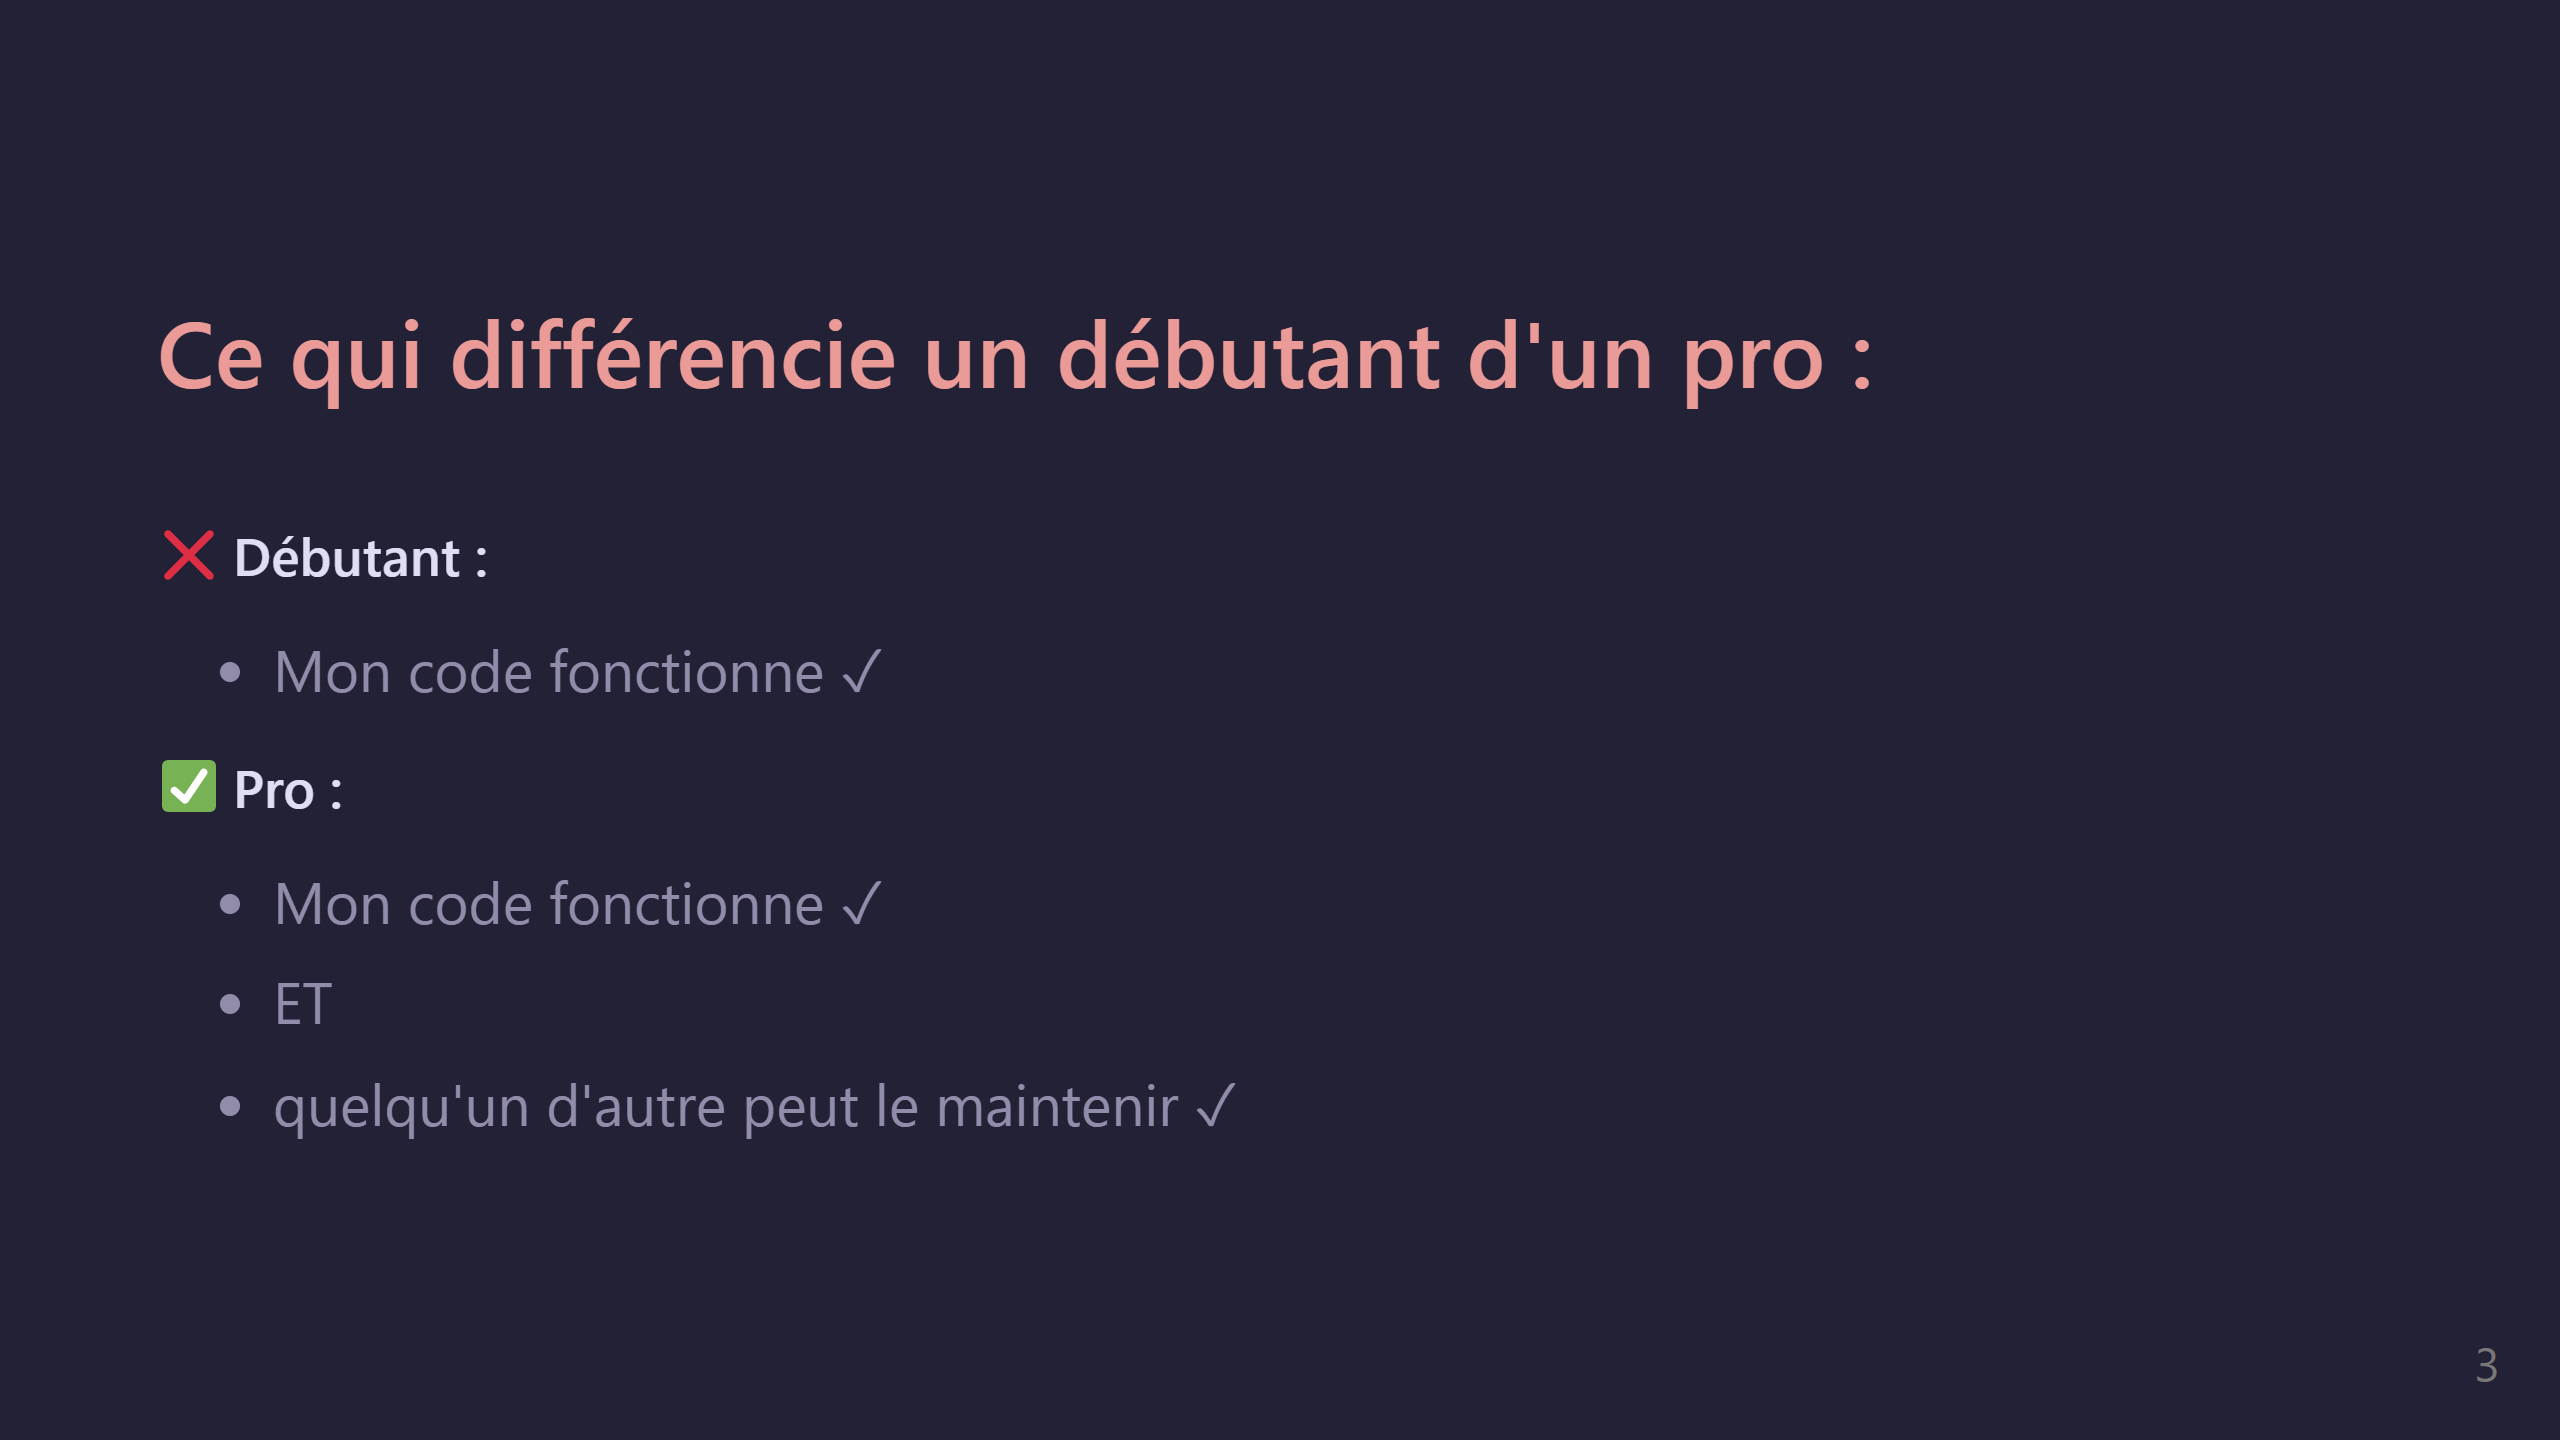 Ce qui différencie un débutant d'un pro :
❌ Débutant :
• Mon code fonctionne ✓
✅ Pro :
• Mon code fonctionne ✓
• ET
• quelqu'un d'autre peut le maintenir ✓
3